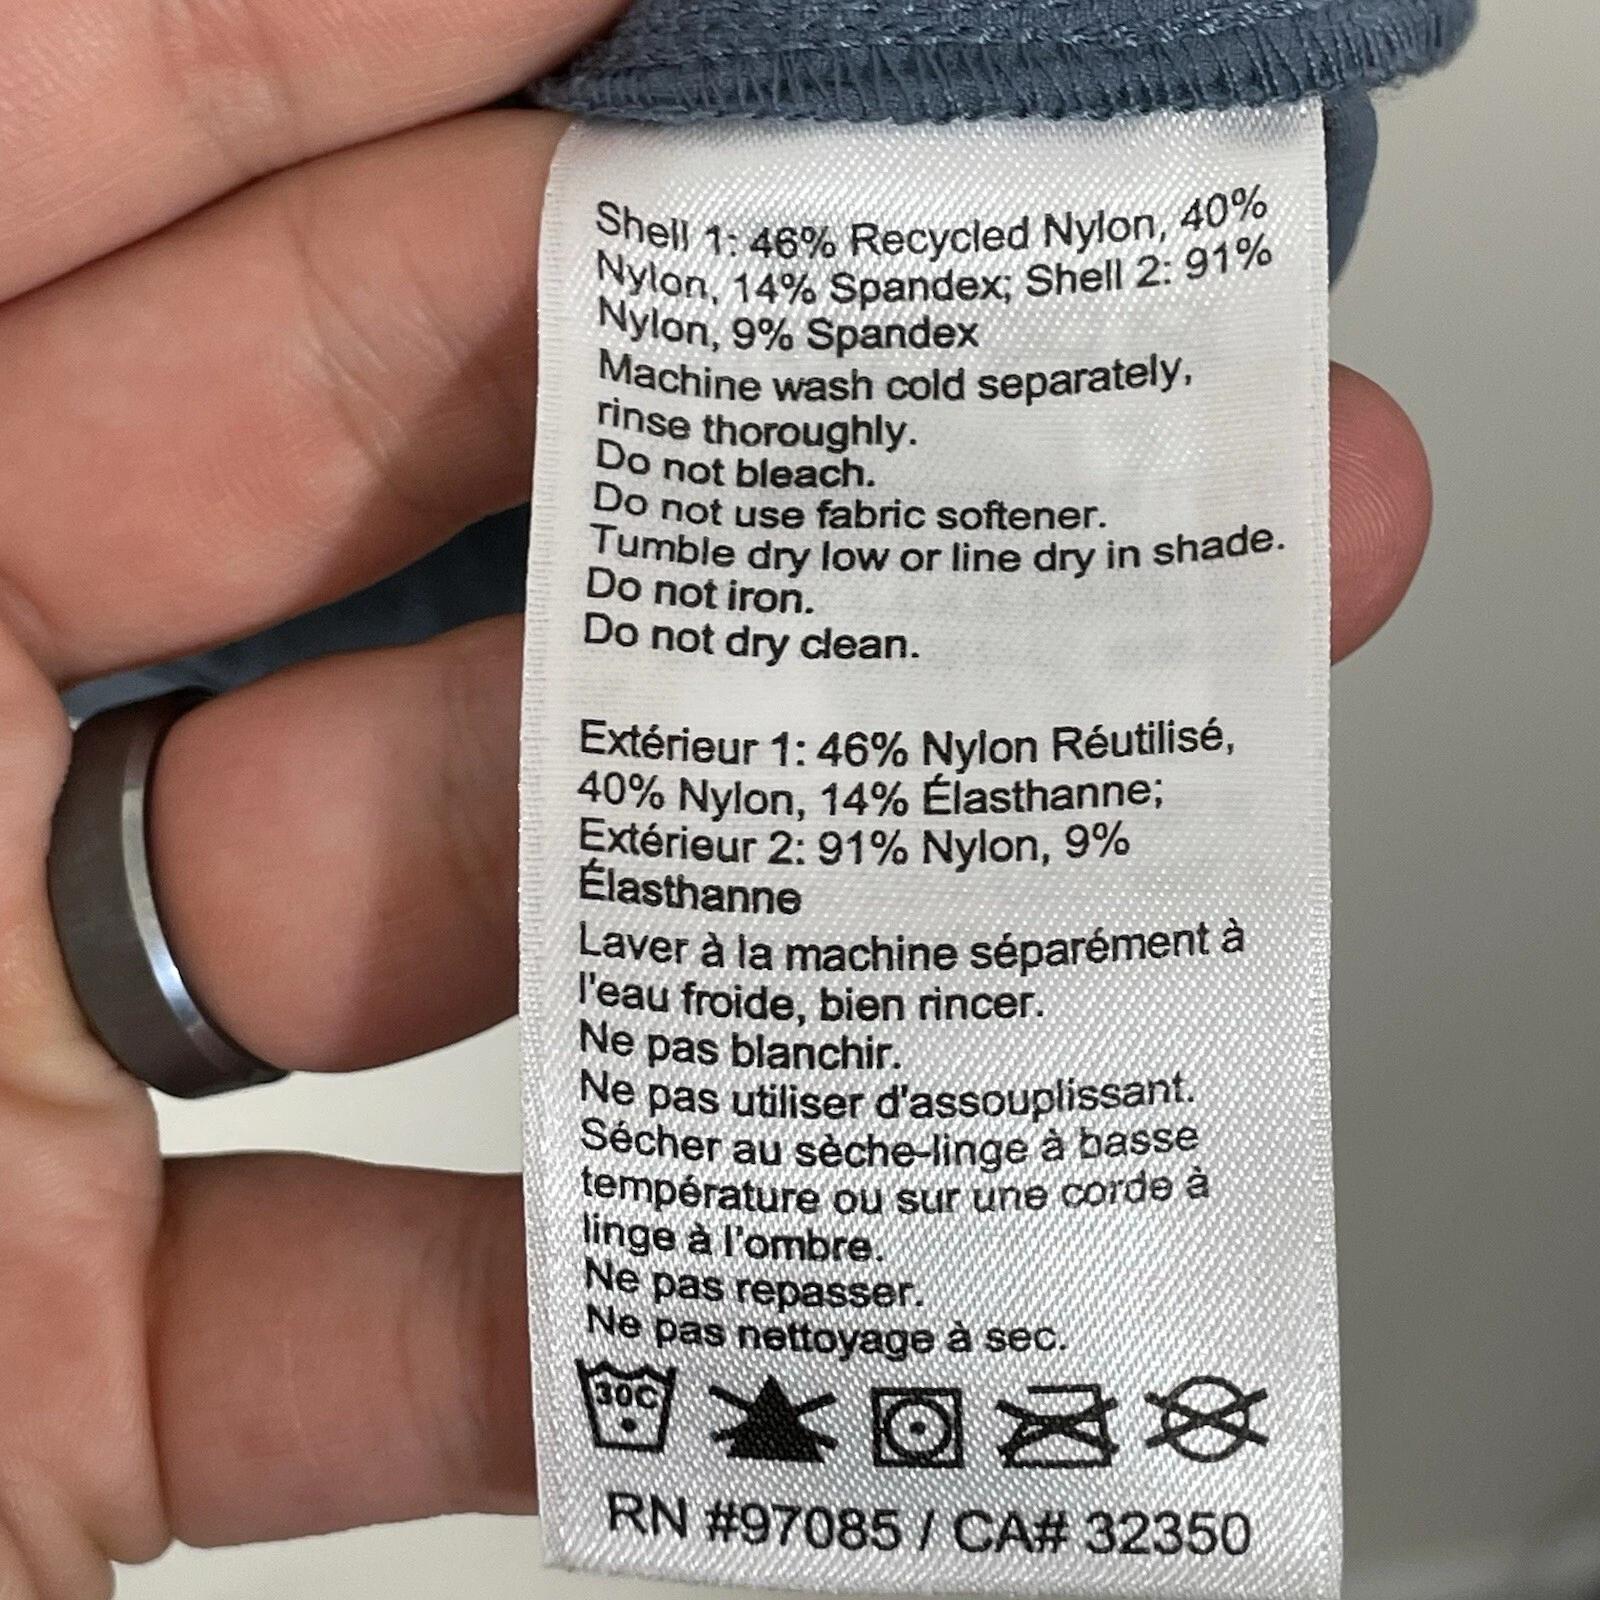 Shell 1: 46% Recycled Nylon, 40%
Nylon, 14% Spandex; Shell 2: 91%
Nylon, 9% Spandex
Machine wash cold separately,
rinse thoroughly.
Do not bleach.
Do not use fabric softener.
Tumble dry low or line dry in shade.
Do not iron.
Do not dry clean.
Extérieur 1: 46% Nylon Réutilisé,
40% Nylon, 14% Élasthanne;
Extérieur 2: 91% Nylon, 9%
Élasthanne
Laver à la machine séparément à
l'eau froide, bien rincer.
Ne pas blanchir.
Ne pas utiliser d'assouplissant.
Sécher au sèche-linge à basse
température ou sur une corde à
linge à l'ombre.
Ne pas repasser.
Ne pas nettoyage à sec.
30C
RN #97085 / CA# 32350